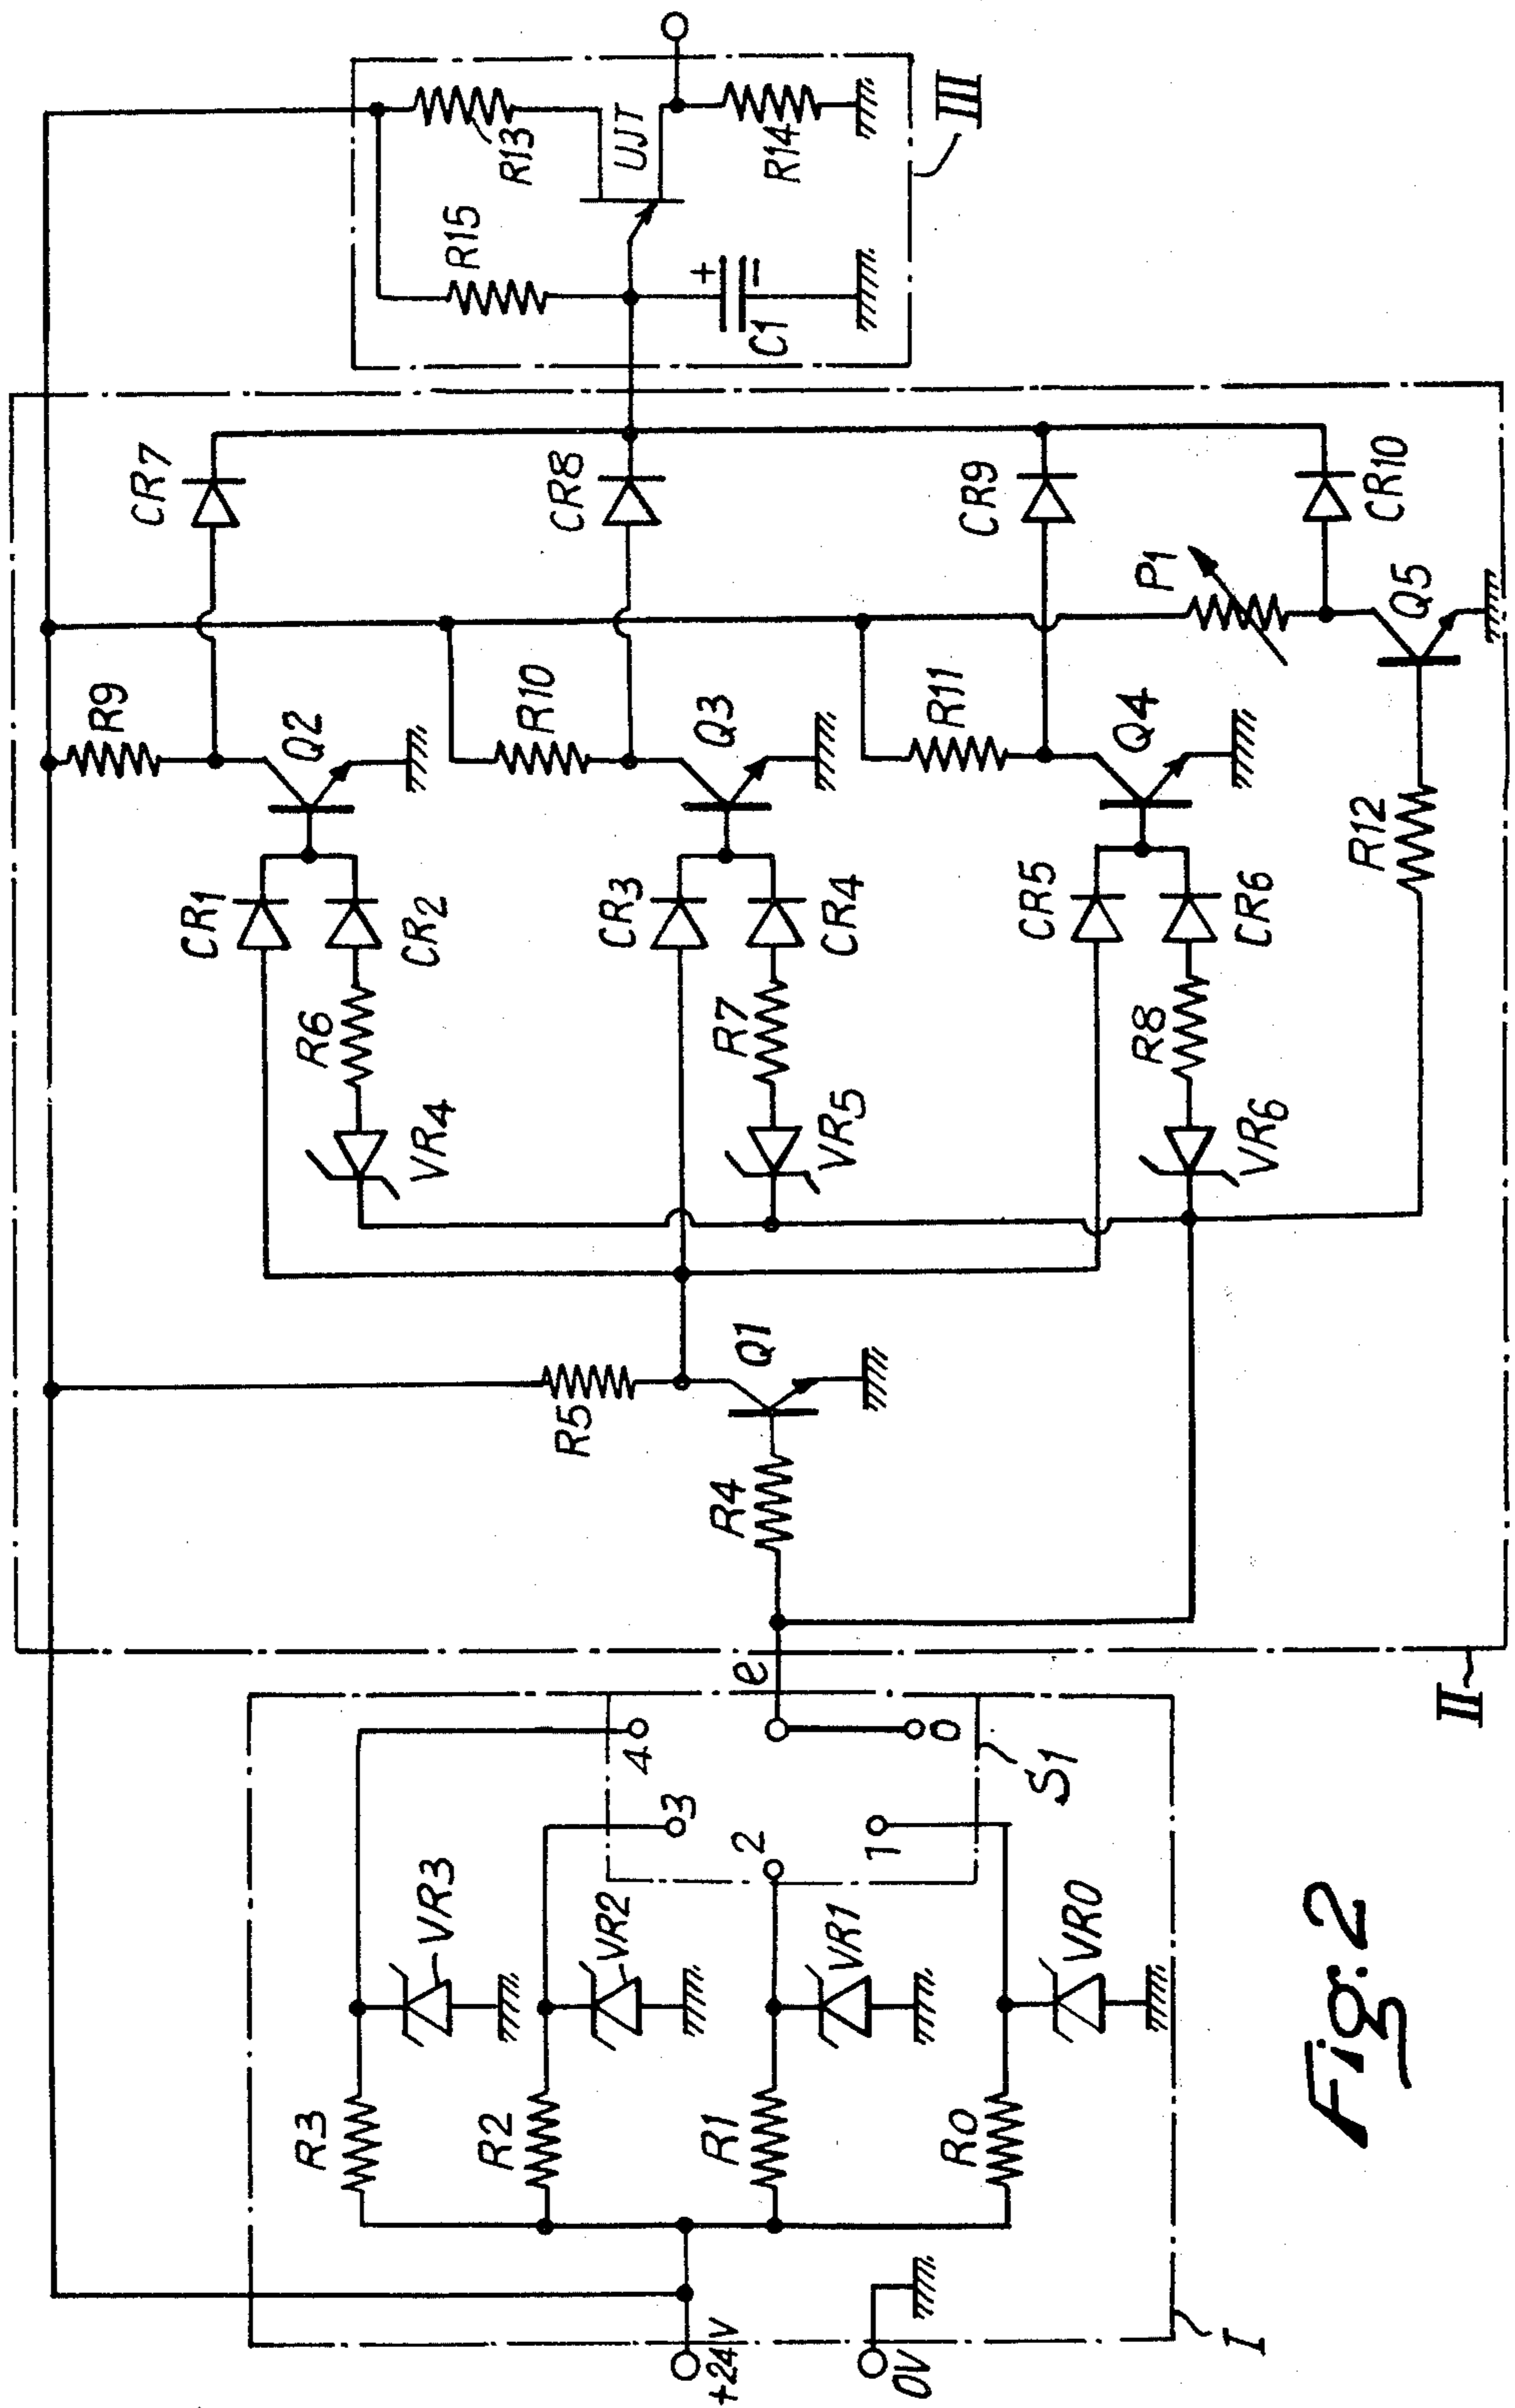 +24V
0V
I
R3
R2
R1
R0
VR3
VR2
VR1
VR0
4
3
2
1
0
S1
e
II
R4
R5
Q1
VR4
VR5
VR6
R6
R7
R8
CR1
CR2
CR3
CR4
CR5
CR6
R12
R9
Q2
R10
Q3
R11
Q4
P1
Q5
CR7
CR8
CR9
CR10
R15
C1
+
−
R13
UJT
R14
III
Fig. 2